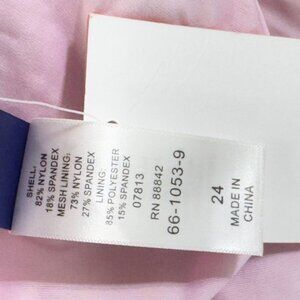 SHELL:
82% NYLON
18% SPANDEX
MESH LINING:
73% NYLON
27% SPANDEX
LINING:
85% POLYESTER
15% SPANDEX
07813
RN 88842
66-1053-9
24
MADE IN
CHINA